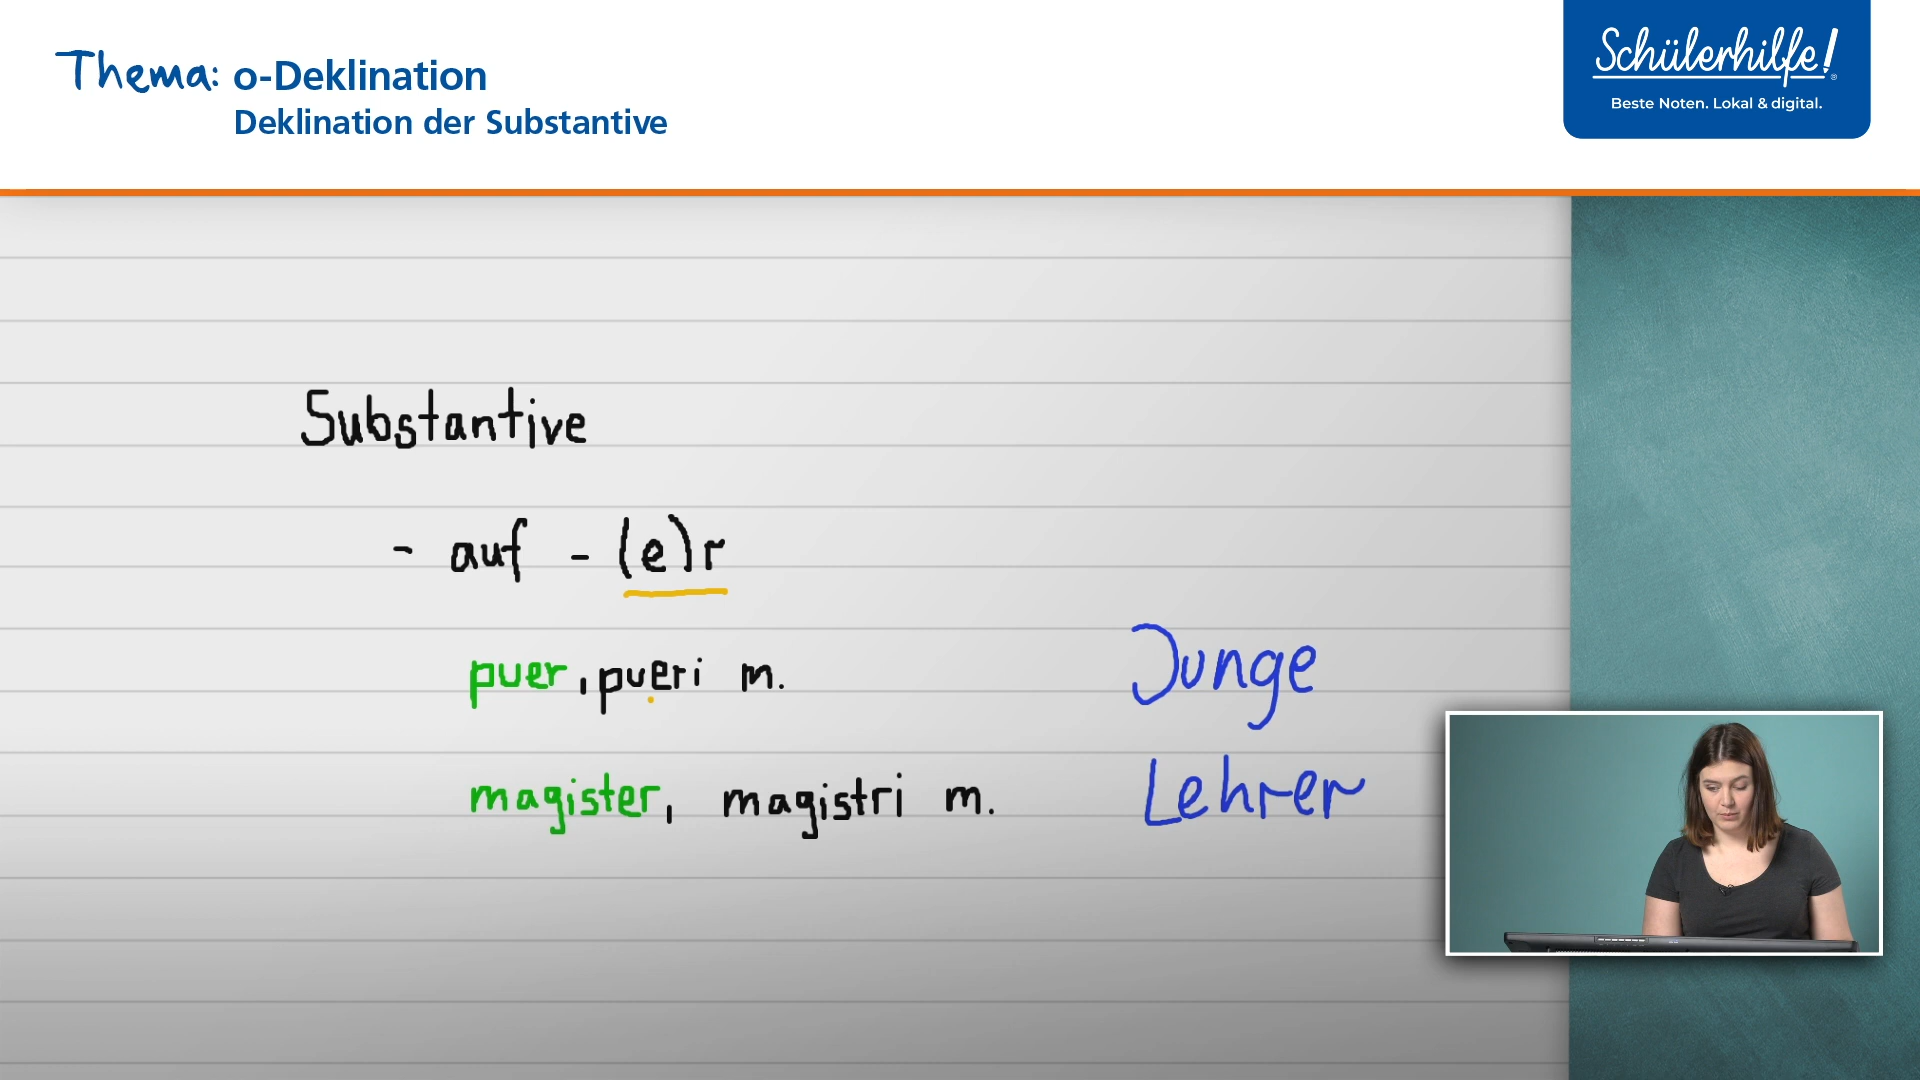 Thema: o-Deklination
Deklination der Substantive
Schülerhilfe!
Beste Noten. Lokal & digital.
Substantive
- auf -(e)r
puer, pueri m. Junge
magister, magistri m. Lehrer